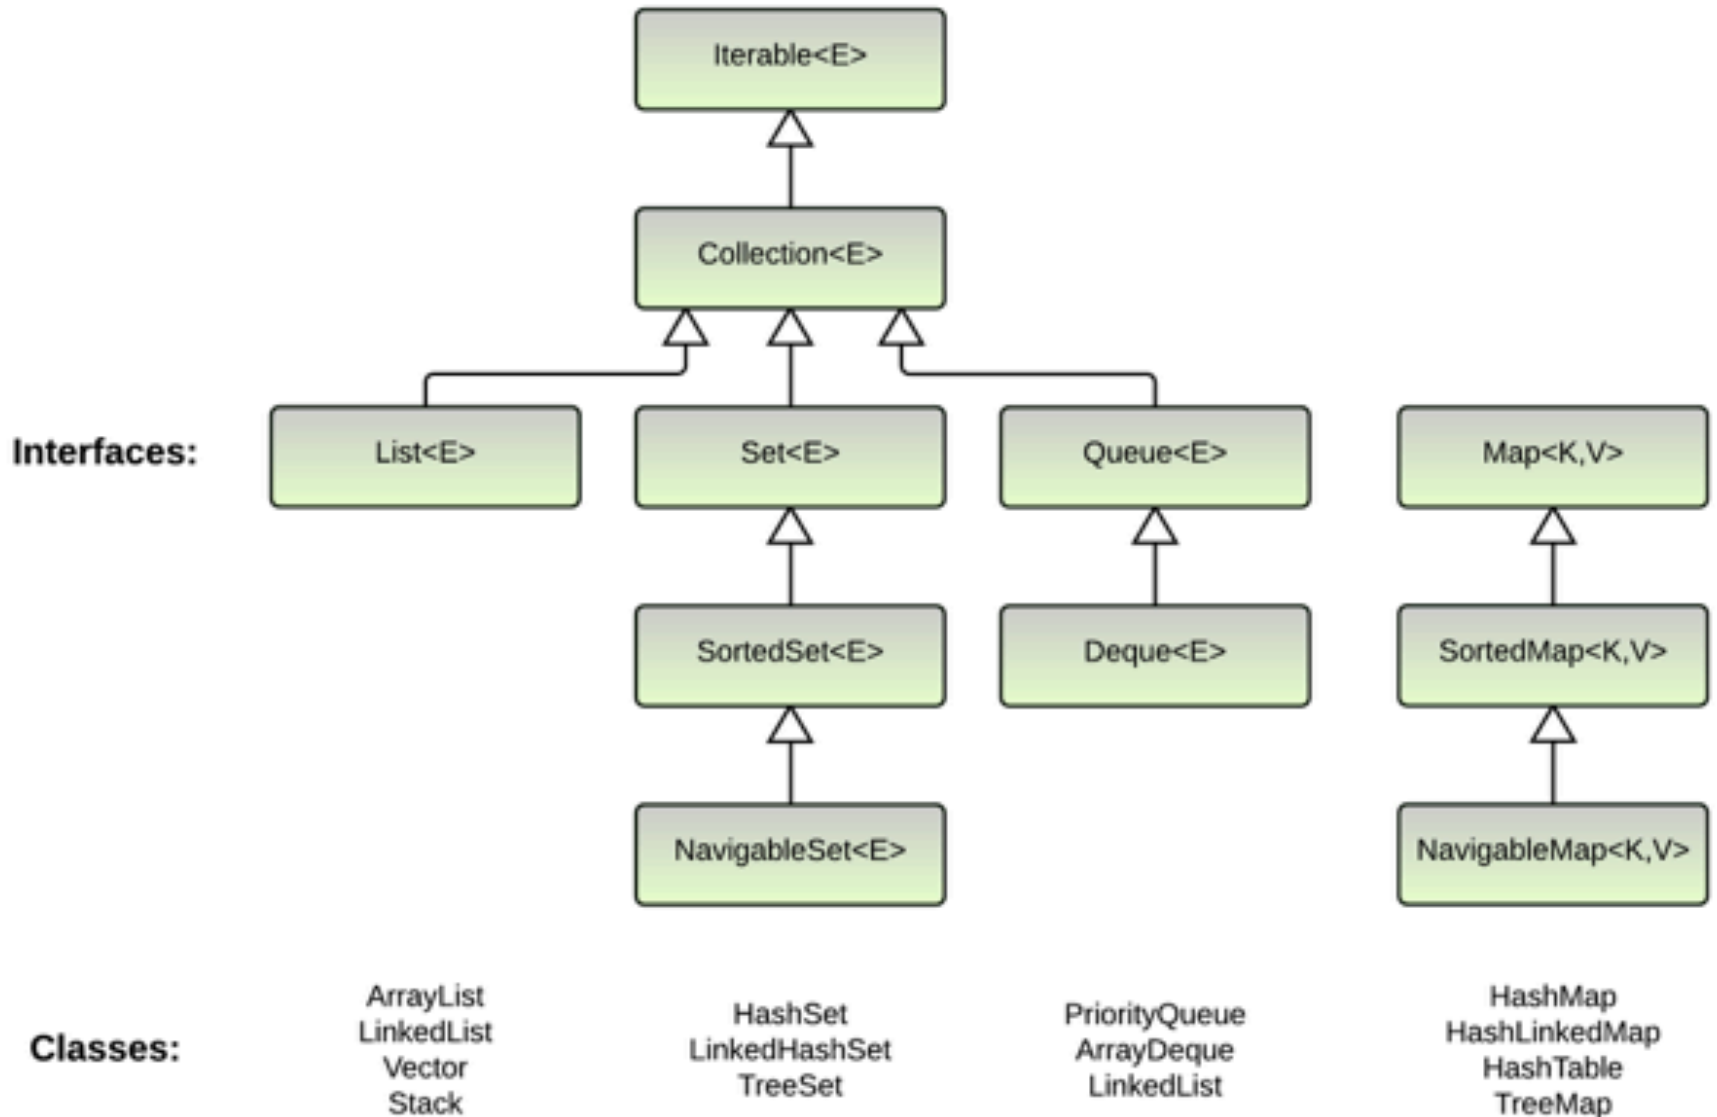 Iterable<E>
Collection<E>
Interfaces:
List<E>
Set<E>
Queue<E>
Map<K,V>
SortedSet<E>
Deque<E>
SortedMap<K,V>
NavigableSet<E>
NavigableMap<K,V>
Classes:
ArrayList
LinkedList
Vector
Stack
HashSet
LinkedHashSet
TreeSet
PriorityQueue
ArrayDeque
LinkedList
HashMap
HashLinkedMap
HashTable
TreeMap